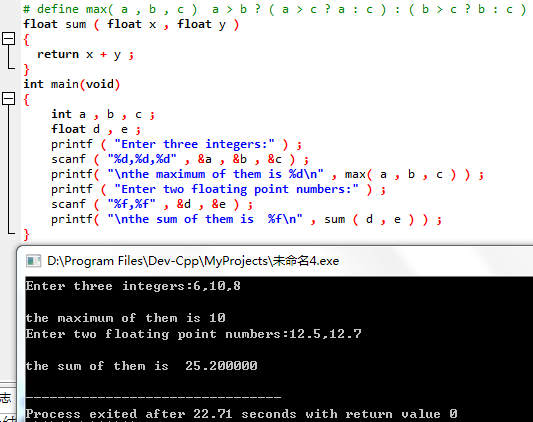 # define max( a , b , c )  a > b ? ( a > c ? a : c ) : ( b > c ? b : c )
float sum ( float x , float y )
{
  return x + y ;
}
int main(void)
{
    int a , b , c ;
    float d , e ;
    printf ( "Enter three integers:" ) ;
    scanf ( "%d,%d,%d" , &a , &b , &c ) ;
    printf( "\nthe maximum of them is %d\n" , max( a , b , c ) ) ;
    printf ( "Enter two floating point numbers:" ) ;
    scanf ( "%f,%f" , &d , &e ) ;
    printf( "\nthe sum of them is  %f\n" , sum ( d , e ) ) ;
}
D:\Program Files\Dev-Cpp\MyProjects\未命名4.exe
Enter three integers:6,10,8
the maximum of them is 10
Enter two floating point numbers:12.5,12.7
the sum of them is  25.200000
--------------------------------
Process exited after 22.71 seconds with return value 0
志